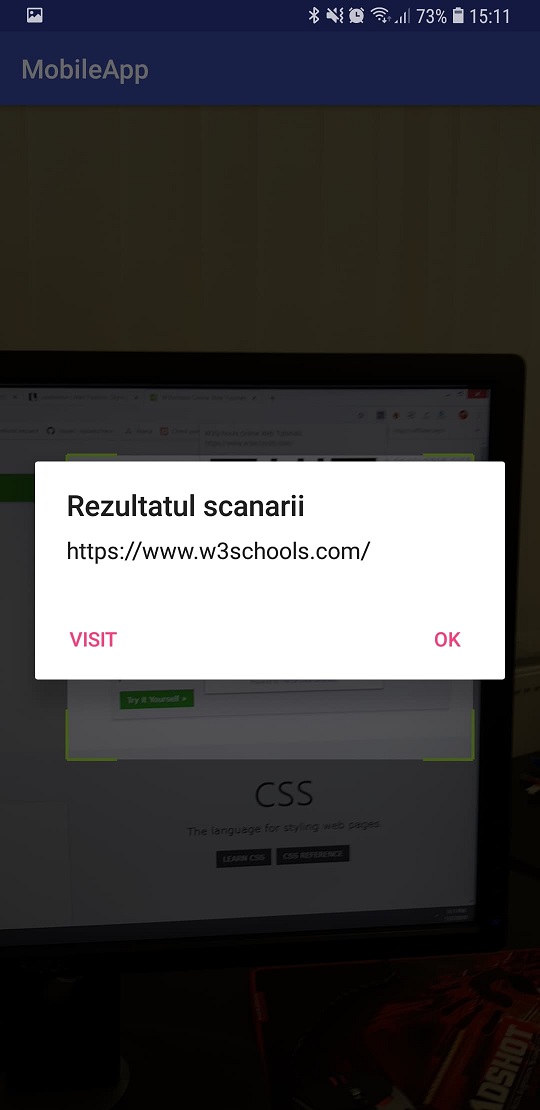 73% 15:11
MobileApp
Rezultatul scanarii
https://www.w3schools.com/
VISIT OK
Try it Yourself »
CSS
The language for styling web pages
LEARN CSS CSS REFERENCE